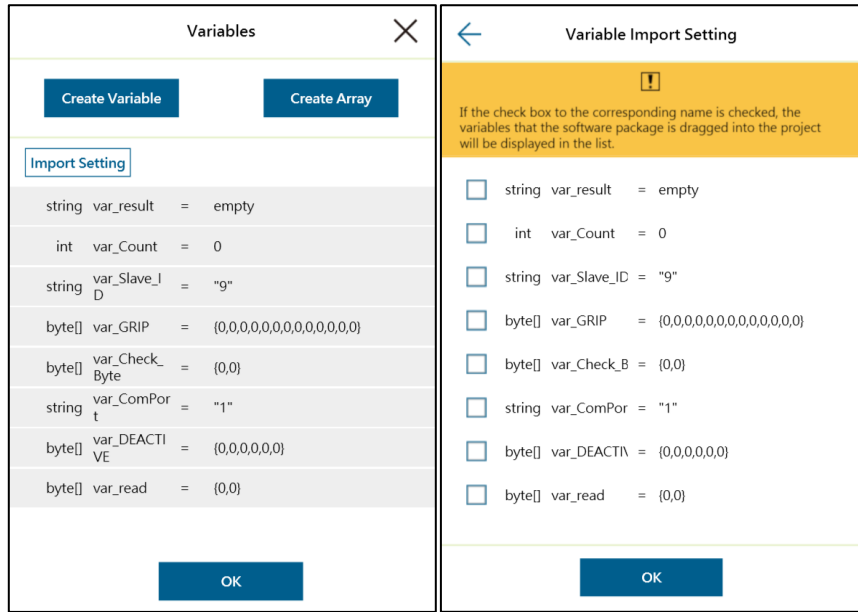 Variables
Create Variable
Create Array
Import Setting
string var_result = empty
int var_Count = 0
string var_Slave_I
D = "9"
byte[] var_GRIP = {0,0,0,0,0,0,0,0,0,0,0,0,0,0}
byte[] var_Check_
Byte = {0,0}
string var_ComPor
t = "1"
byte[] var_DEACTI
VE = {0,0,0,0,0,0}
byte[] var_read = {0,0}
OK
Variable Import Setting
If the check box to the corresponding name is checked, the
variables that the software package is dragged into the project
will be displayed in the list.
string var_result = empty
int var_Count = 0
string var_Slave_ID = "9"
byte[] var_GRIP = {0,0,0,0,0,0,0,0,0,0,0,0,0,0}
byte[] var_Check_B = {0,0}
string var_ComPor = "1"
byte[] var_DEACTI\ = {0,0,0,0,0,0}
byte[] var_read = {0,0}
OK